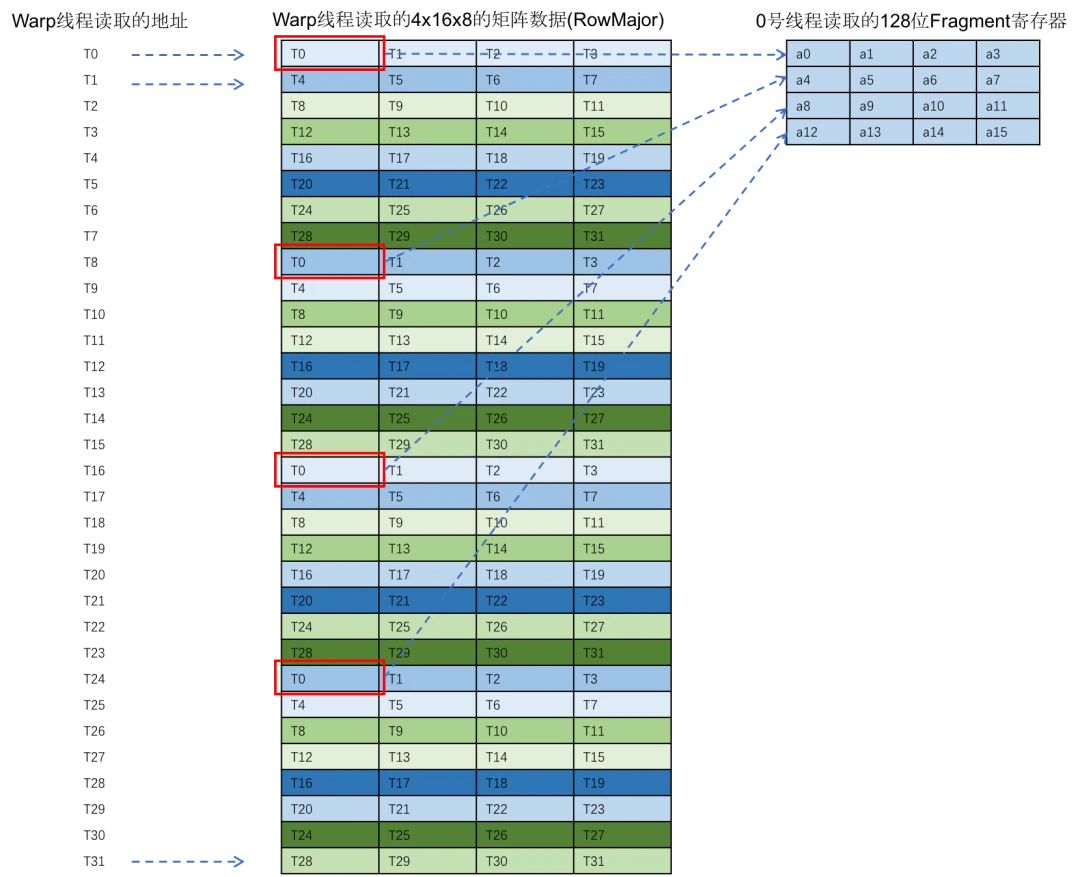 Warp线程读取的地址 Warp线程读取的4x16x8的矩阵数据(RowMajor) 0号线程读取的128位Fragment寄存器
T0 T0 T1 T2 T3 a0 a1 a2 a3
T1 T4 T5 T6 T7 a4 a5 a6 a7
T2 T8 T9 T10 T11 a8 a9 a10 a11
T3 T12 T13 T14 T15 a12 a13 a14 a15
T4 T16 T17 T18 T19
T5 T20 T21 T22 T23
T6 T24 T25 T26 T27
T7 T28 T29 T30 T31
T8 T0 T1 T2 T3
T9 T4 T5 T6 T7
T10 T8 T9 T10 T11
T11 T12 T13 T14 T15
T12 T16 T17 T18 T19
T13 T20 T21 T22 T23
T14 T24 T25 T26 T27
T15 T28 T29 T30 T31
T16 T0 T1 T2 T3
T17 T4 T5 T6 T7
T18 T8 T9 T10 T11
T19 T12 T13 T14 T15
T20 T16 T17 T18 T19
T21 T20 T21 T22 T23
T22 T24 T25 T26 T27
T23 T28 T29 T30 T31
T24 T0 T1 T2 T3
T25 T4 T5 T6 T7
T26 T8 T9 T10 T11
T27 T12 T13 T14 T15
T28 T16 T17 T18 T19
T29 T20 T21 T22 T23
T30 T24 T25 T26 T27
T31 T28 T29 T30 T31